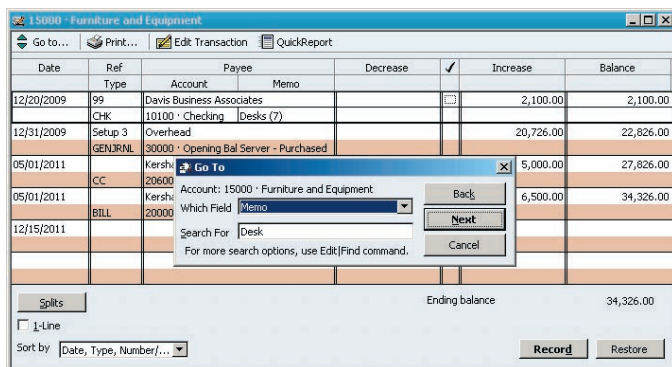 15000 · Furniture and Equipment
Go to... Print... Edit Transaction QuickReport
Date Ref Payee Decrease ✓ Increase Balance
Type Account Memo
12/20/2009 99 Davis Business Associates 2,100.00 2,100.00
CHK 10100 · Checking Desks (7)
12/31/2009 Setup 3 Overhead 20,726.00 22,826.00
GENJRNL 30000 · Opening Bal Server - Purchased
05/01/2011 Kersha 5,000.00 27,826.00
CC 20600
05/01/2011 Kersha 6,500.00 34,326.00
BILL 20000
12/15/2011
Go To
Account: 15000 · Furniture and Equipment
Which Field Memo
Search For Desk
For more search options, use Edit|Find command.
Back
Next
Cancel
Splits
Ending balance 34,326.00
1-Line
Sort by Date, Type, Number/...
Record Restore